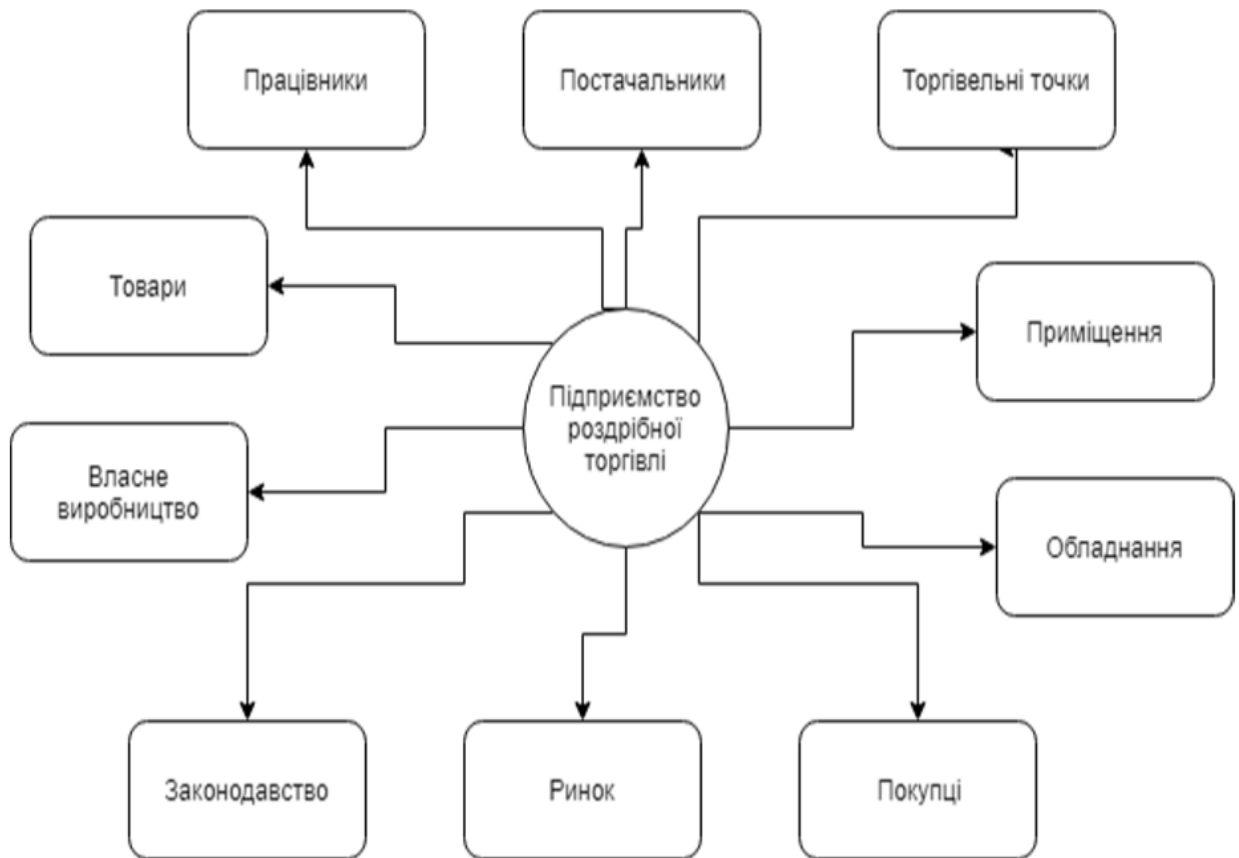 Працівники
Постачальники
Торгівельні точки
Товари
Приміщення
Підприємство
роздрібної
торгівлі
Власне
виробництво
Обладнання
Законодавство
Ринок
Покупці